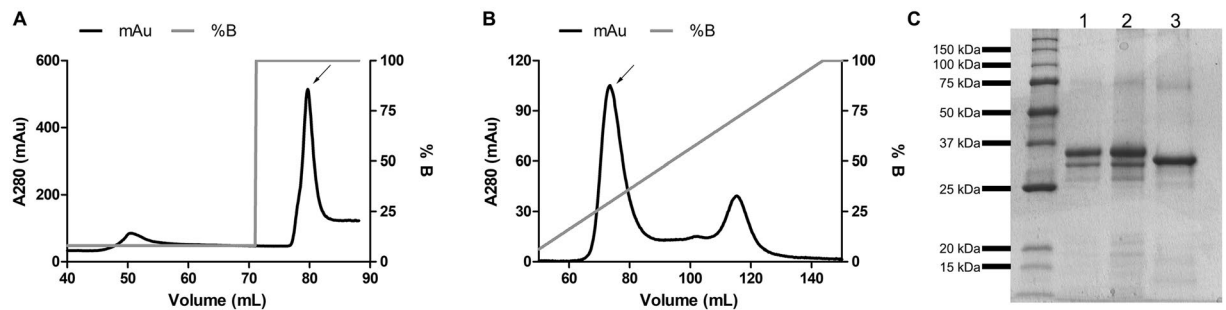 A
mAu %B
600
400
200
0
A280 (mAu)
100
75
50
25
0
% B
40 50 60 70 80 90
Volume (mL)
B
mAu %B
120
90
60
30
0
A280 (mAu)
100
75
50
25
0
% B
60 80 100 120 140
Volume (mL)
C
1 2 3
150 kDa
100 kDa
75 kDa
50 kDa
37 kDa
25 kDa
20 kDa
15 kDa